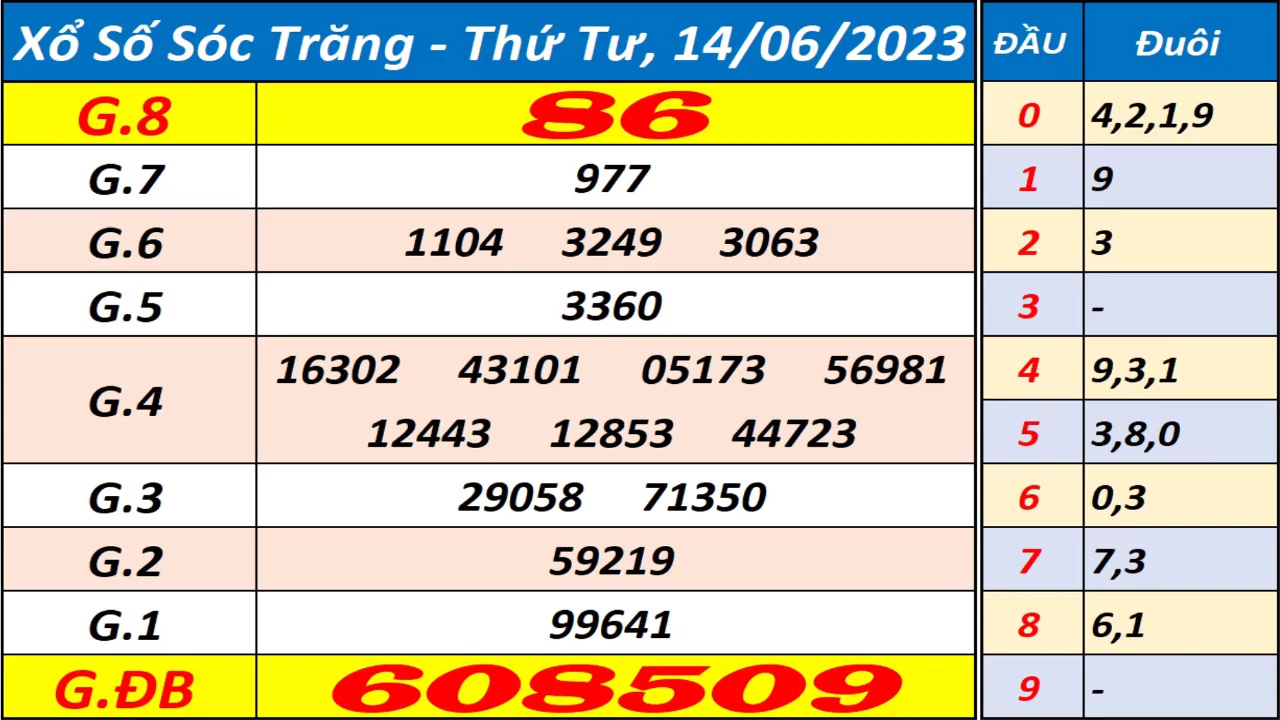 Xổ Số Sóc Trăng - Thứ Tư, 14/06/2023
G.8 86
G.7 977
G.6 1104 3249 3063
G.5 3360
G.4 16302 43101 05173 56981
12443 12853 44723
G.3 29058 71350
G.2 59219
G.1 99641
G.ĐB 608509
ĐẦU Đuôi
0 4,2,1,9
1 9
2 3
3 -
4 9,3,1
5 3,8,0
6 0,3
7 7,3
8 6,1
9 -